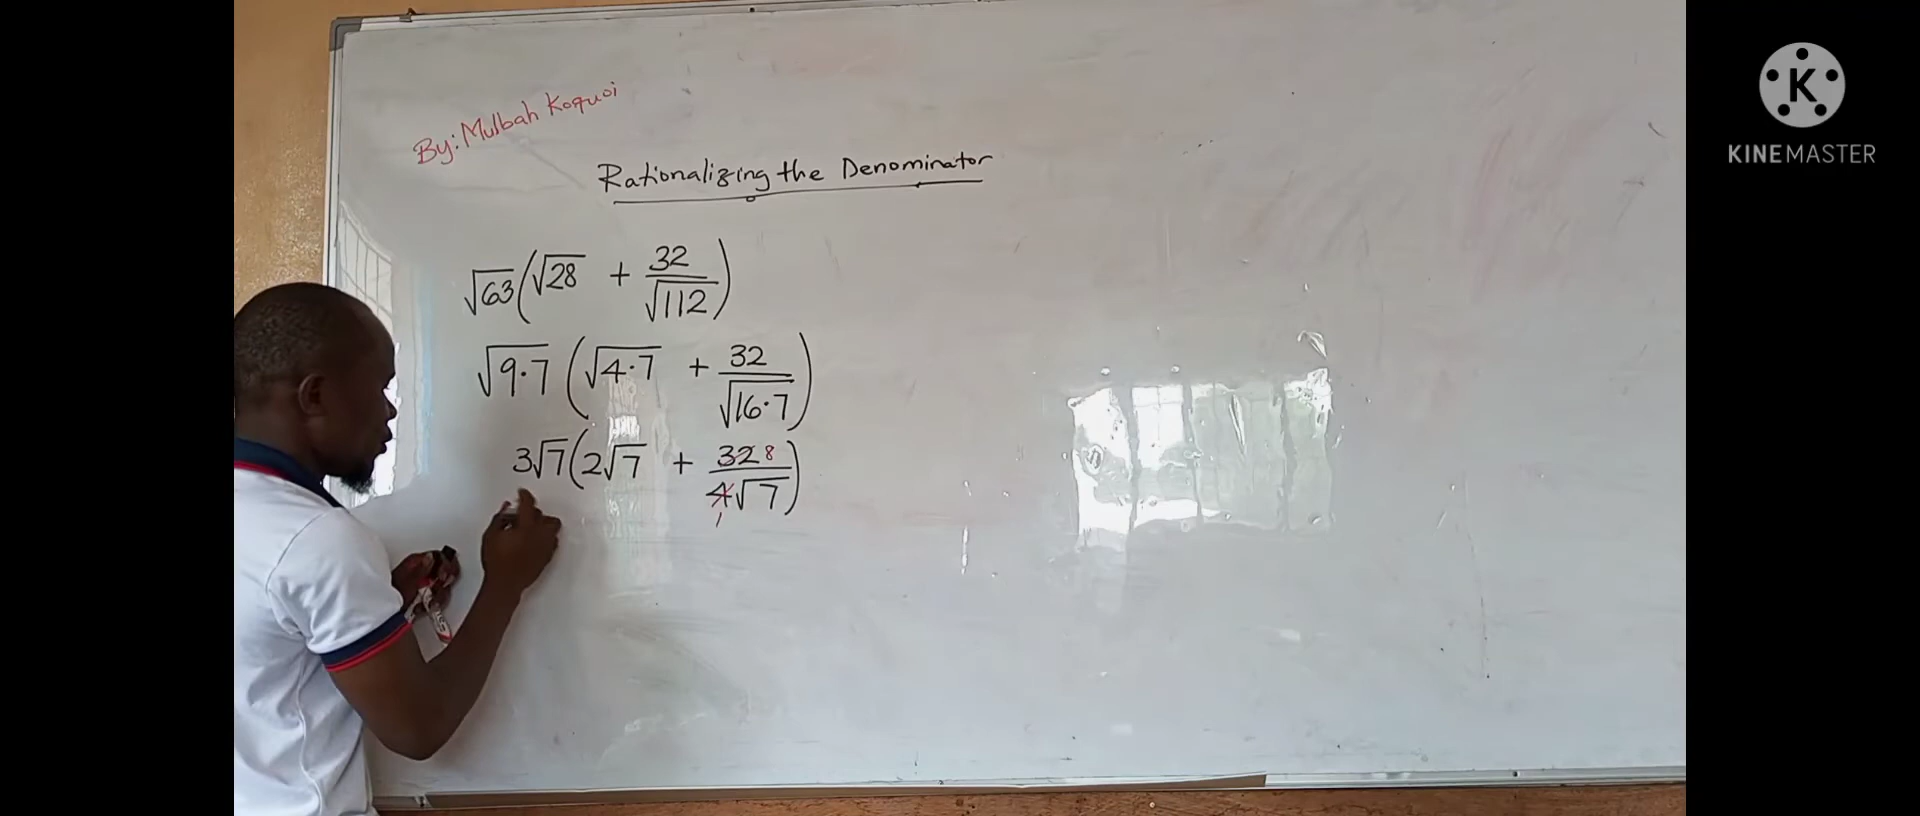 By: Mulbah Koquoi
Rationalizing the Denominator
√63(√28 + 32/√112)
√9·7(√4·7 + 32/√16·7)
3√7(2√7 + 32 8/4√7)
1
K
KINEMASTER